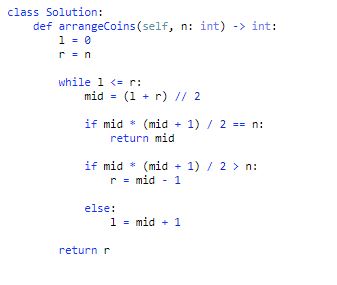 class Solution:
    def arrangeCoins(self, n: int) -> int:
        l = 0
        r = n
        while l <= r:
            mid = (l + r) // 2
            if mid * (mid + 1) / 2 == n:
                return mid
            if mid * (mid + 1) / 2 > n:
                r = mid - 1
            else:
                l = mid + 1
        return r